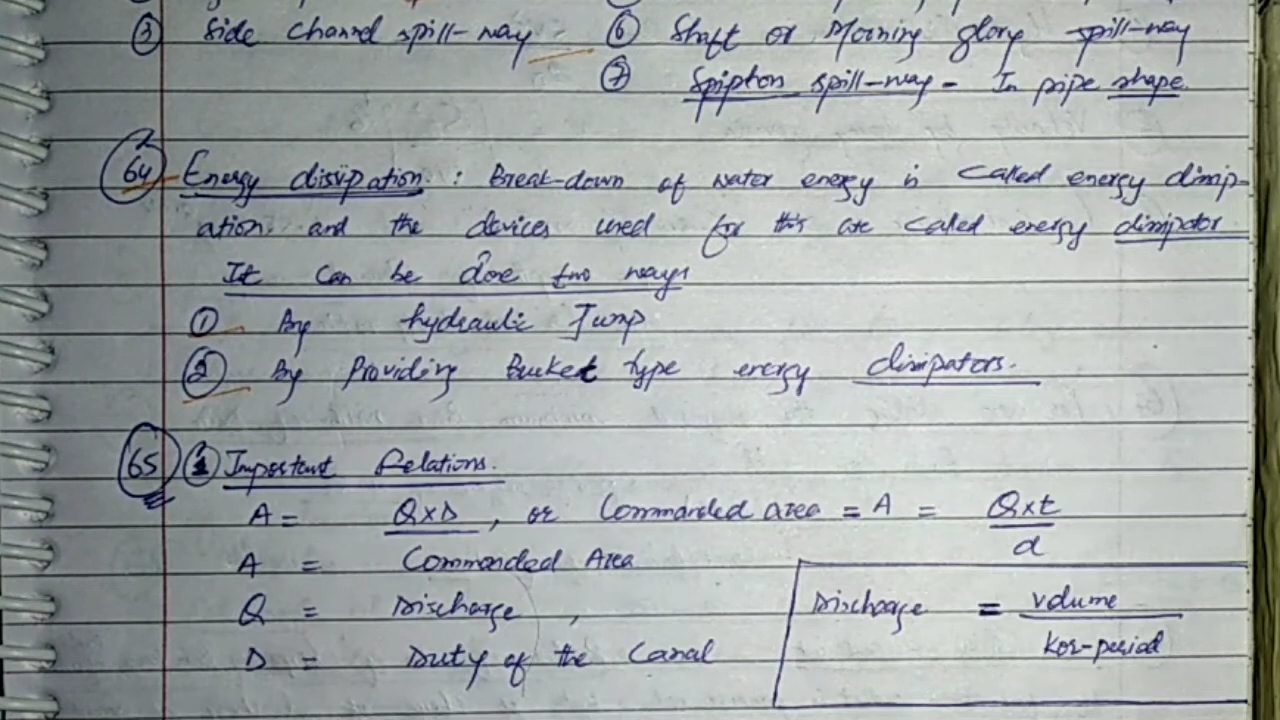 ③ Side channel spill-way
⑥ Shaft or Morning glory spill-way
⑦ Spipton spill-way - In pipe shape.
64 Energy dissipation : Break-down of water energy is called energy dissip-
ation. and the devices used for this are called energy dissipator
It can be done two ways
① By hydraulic Jump
② By Providing Bucket type energy dissipators.
65 Important Relations.
A = Q×D , or Commanded area = A = Q×t / d
A = Commended Area
Q = Discharge ,
D = Duty of the Canal
Discharge = volume / kor-period